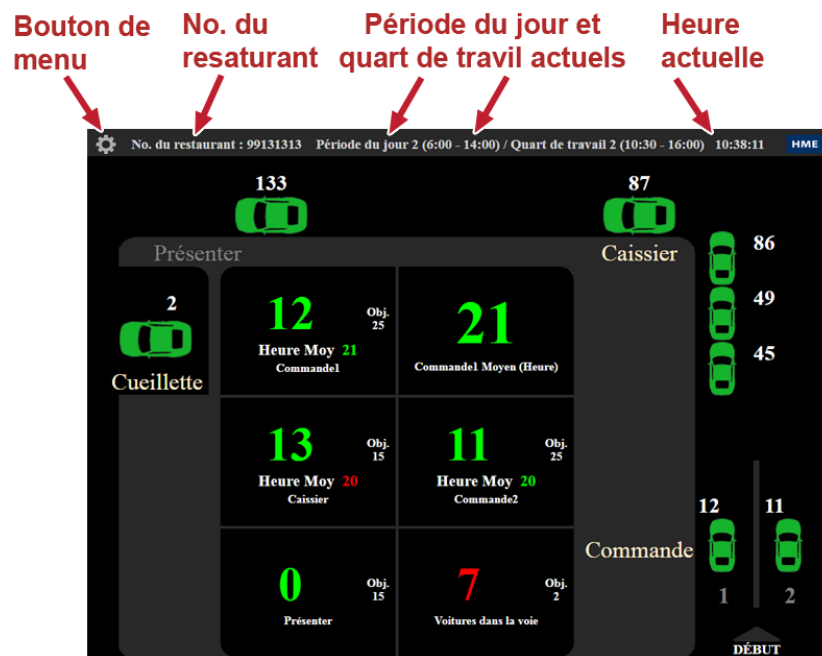 Bouton de
menu
No. du
resaturant
Période du jour et
quart de travil actuels
Heure
actuelle
No. du restaurant : 99131313 Période du jour 2 (6:00 - 14:00) / Quart de travail 2 (10:30 - 16:00) 10:38:11 HME
133
87
Présenter
Caissier
86
49
45
2
Cueillette
12
Obj.
25
Heure Moy 21
Commande1
21
Commande1 Moyen (Heure)
13
Obj.
15
Heure Moy 20
Caissier
11
Obj.
25
Heure Moy 20
Commande2
0
Obj.
15
Présenter
7
Obj.
2
Voitures dans la voie
Commande
12
11
1
2
DÉBUT